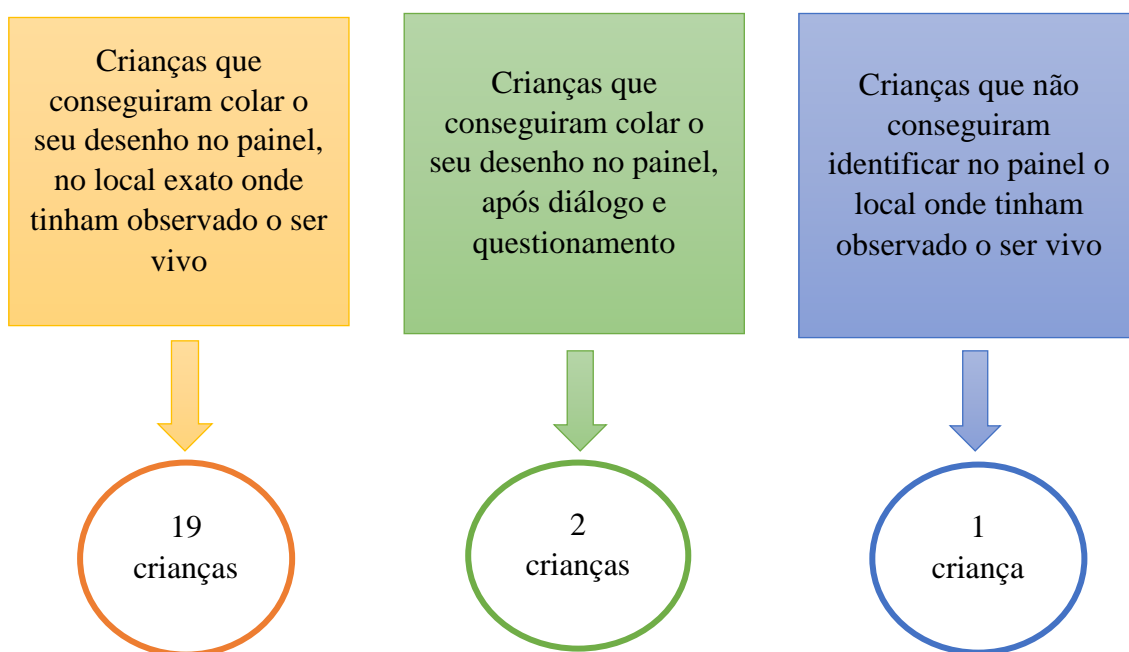 Crianças que
conseguiram colar o
seu desenho no painel,
no local exato onde
tinham observado o ser
vivo
Crianças que
conseguiram colar o
seu desenho no painel,
após diálogo e
questionamento
Crianças que não
conseguiram
identificar no painel o
local onde tinham
observado o ser vivo
19
crianças
2
crianças
1
criança